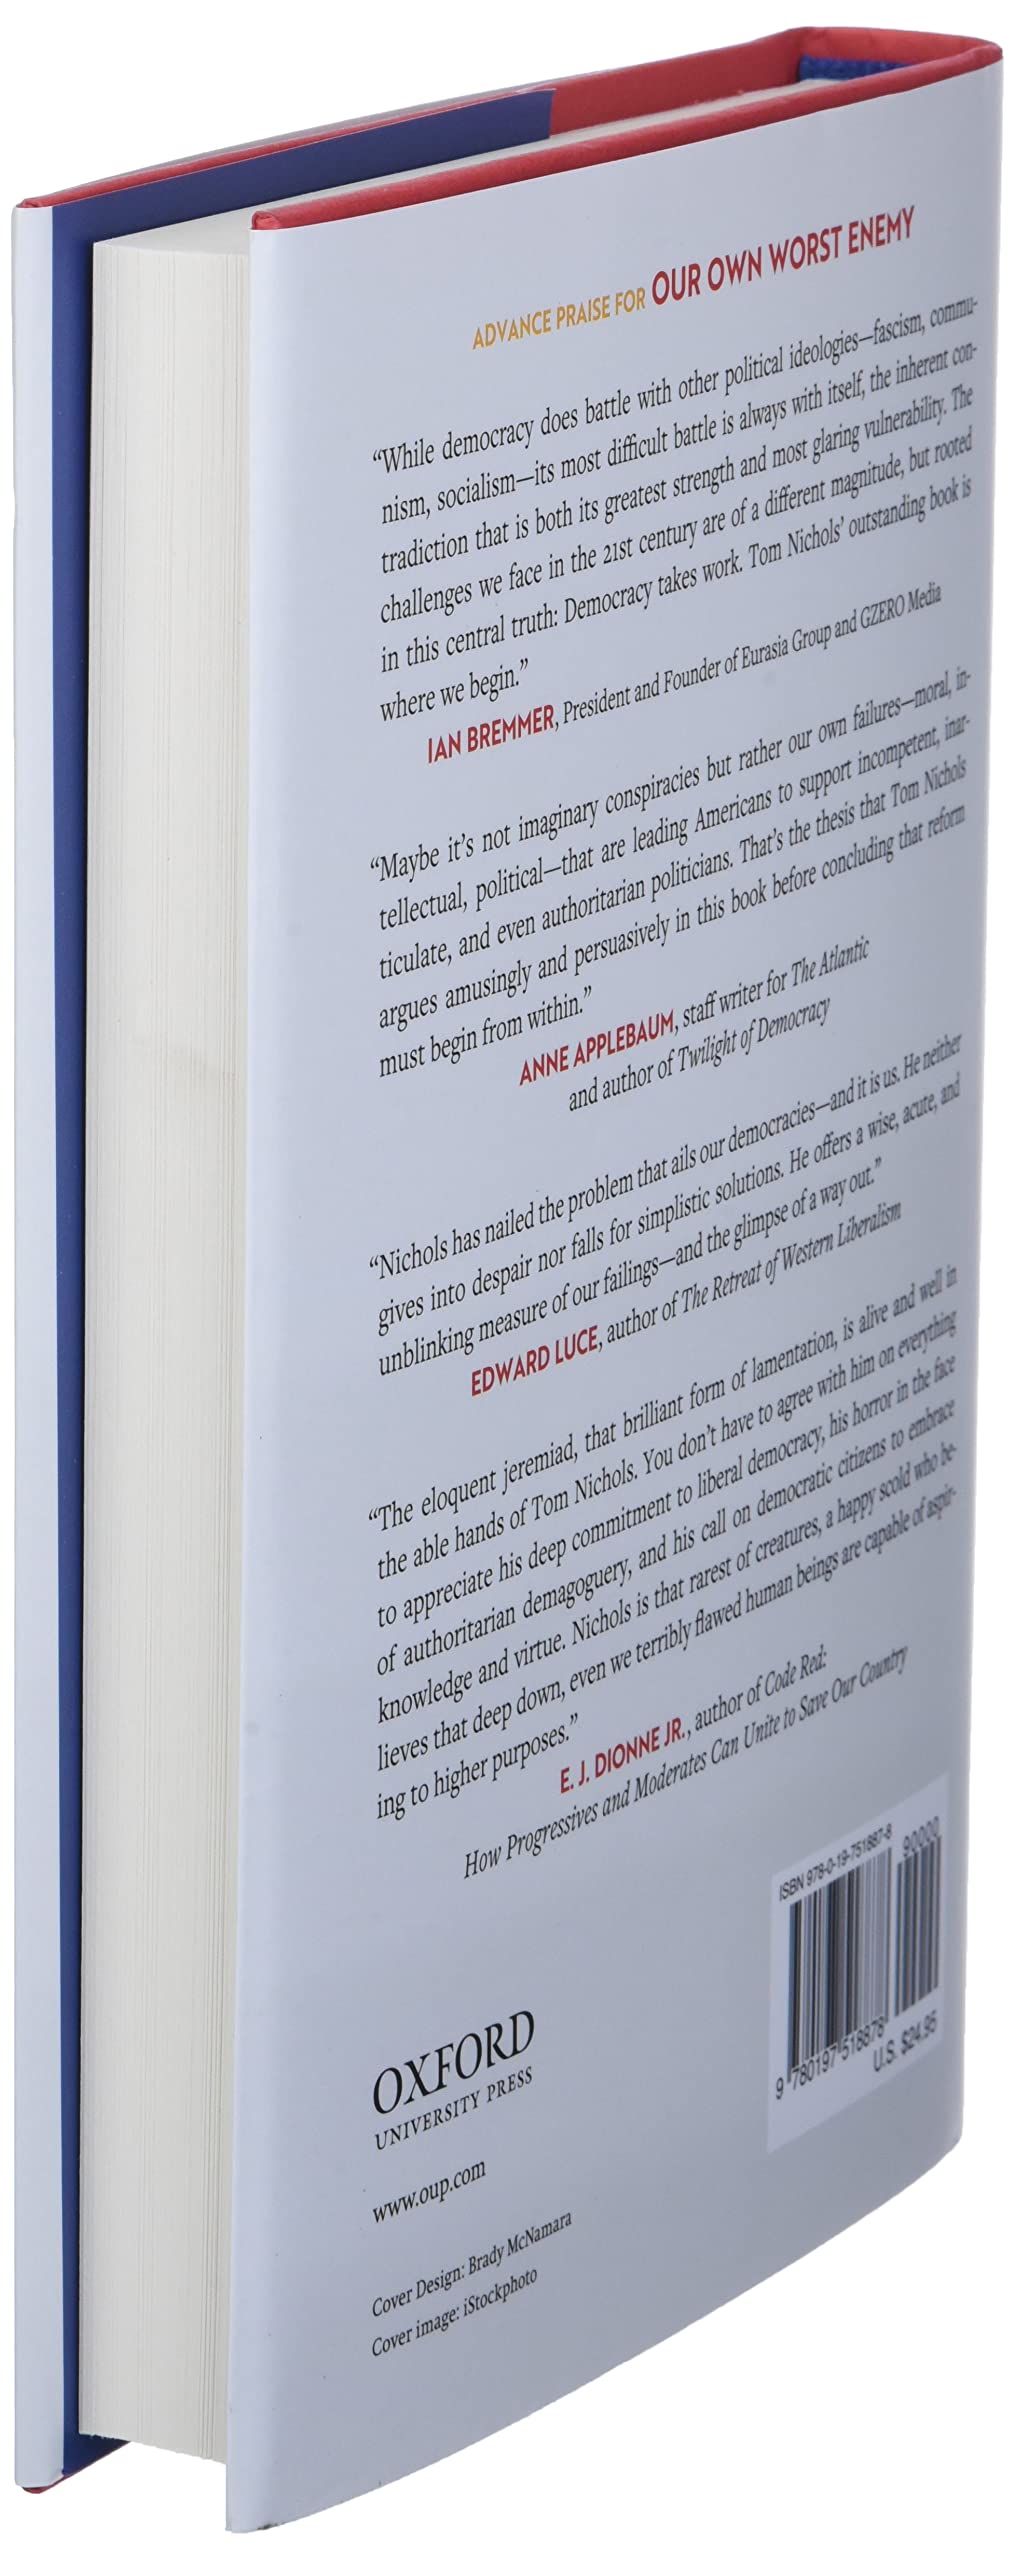 ADVANCE PRAISE FOR OUR OWN WORST ENEMY
“While democracy does battle with other political ideologies—fascism, commu-
nism, socialism—its most difficult battle is always with itself, the inherent con-
tradiction that is both its greatest strength and most glaring vulnerability. The
challenges we face in the 21st century are of a different magnitude, but rooted
in this central truth: Democracy takes work. Tom Nichols’ outstanding book is
where we begin.”
IAN BREMMER, President and Founder of Eurasia Group and GZERO Media
“Maybe it’s not imaginary conspiracies but rather our own failures—moral, in-
tellectual, political—that are leading Americans to support incompetent, inar-
ticulate, and even authoritarian politicians. That’s the thesis that Tom Nichols
argues amusingly and persuasively in this book before concluding that reform
must begin from within.”
ANNE APPLEBAUM, staff writer for The Atlantic
and author of Twilight of Democracy
“Nichols has nailed the problem that ails our democracies—and it is us. He neither
gives into despair nor falls for simplistic solutions. He offers a wise, acute, and
unblinking measure of our failings—and the glimpse of a way out.”
EDWARD LUCE, author of The Retreat of Western Liberalism
“The eloquent jeremiad, that brilliant form of lamentation, is alive and well in
the able hands of Tom Nichols. You don’t have to agree with him on everything
to appreciate his deep commitment to liberal democracy, his horror in the face
of authoritarian demagoguery, and his call on democratic citizens to embrace
knowledge and virtue. Nichols is that rarest of creatures, a happy scold who be-
lieves that deep down, even we terribly flawed human beings are capable of aspir-
ing to higher purposes.”
E. J. DIONNE JR., author of Code Red:
How Progressives and Moderates Can Unite to Save Our Country
ISBN 978-0-19-751887-8
90000
9 780197 518878
U.S. $24.95
OXFORD
UNIVERSITY PRESS
www.oup.com
Cover Design: Brady McNamara
Cover image: iStockphoto